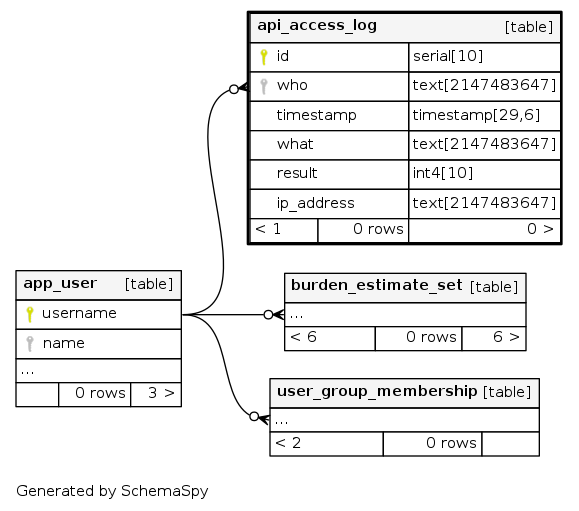 api_access_log [table]
id serial[10]
who text[2147483647]
timestamp timestamp[29,6]
what text[2147483647]
result int4[10]
ip_address text[2147483647]
< 1 0 rows 0 >
app_user [table]
username
name
...
0 rows 3 >
burden_estimate_set [table]
...
< 6 0 rows 6 >
user_group_membership [table]
...
< 2 0 rows
Generated by SchemaSpy